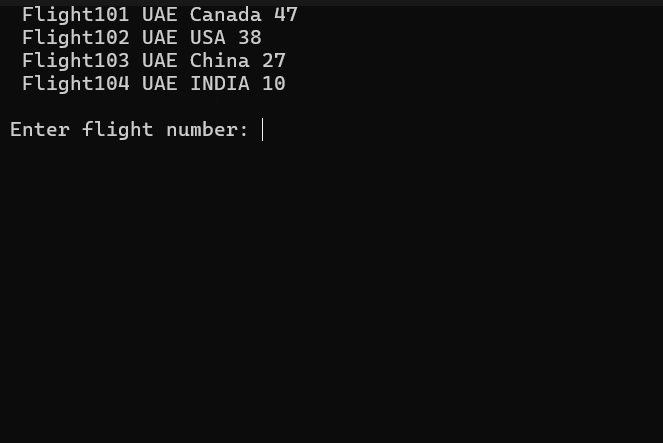 Flight101 UAE Canada 47
Flight102 UAE USA 38
Flight103 UAE China 27
Flight104 UAE INDIA 10
Enter flight number: